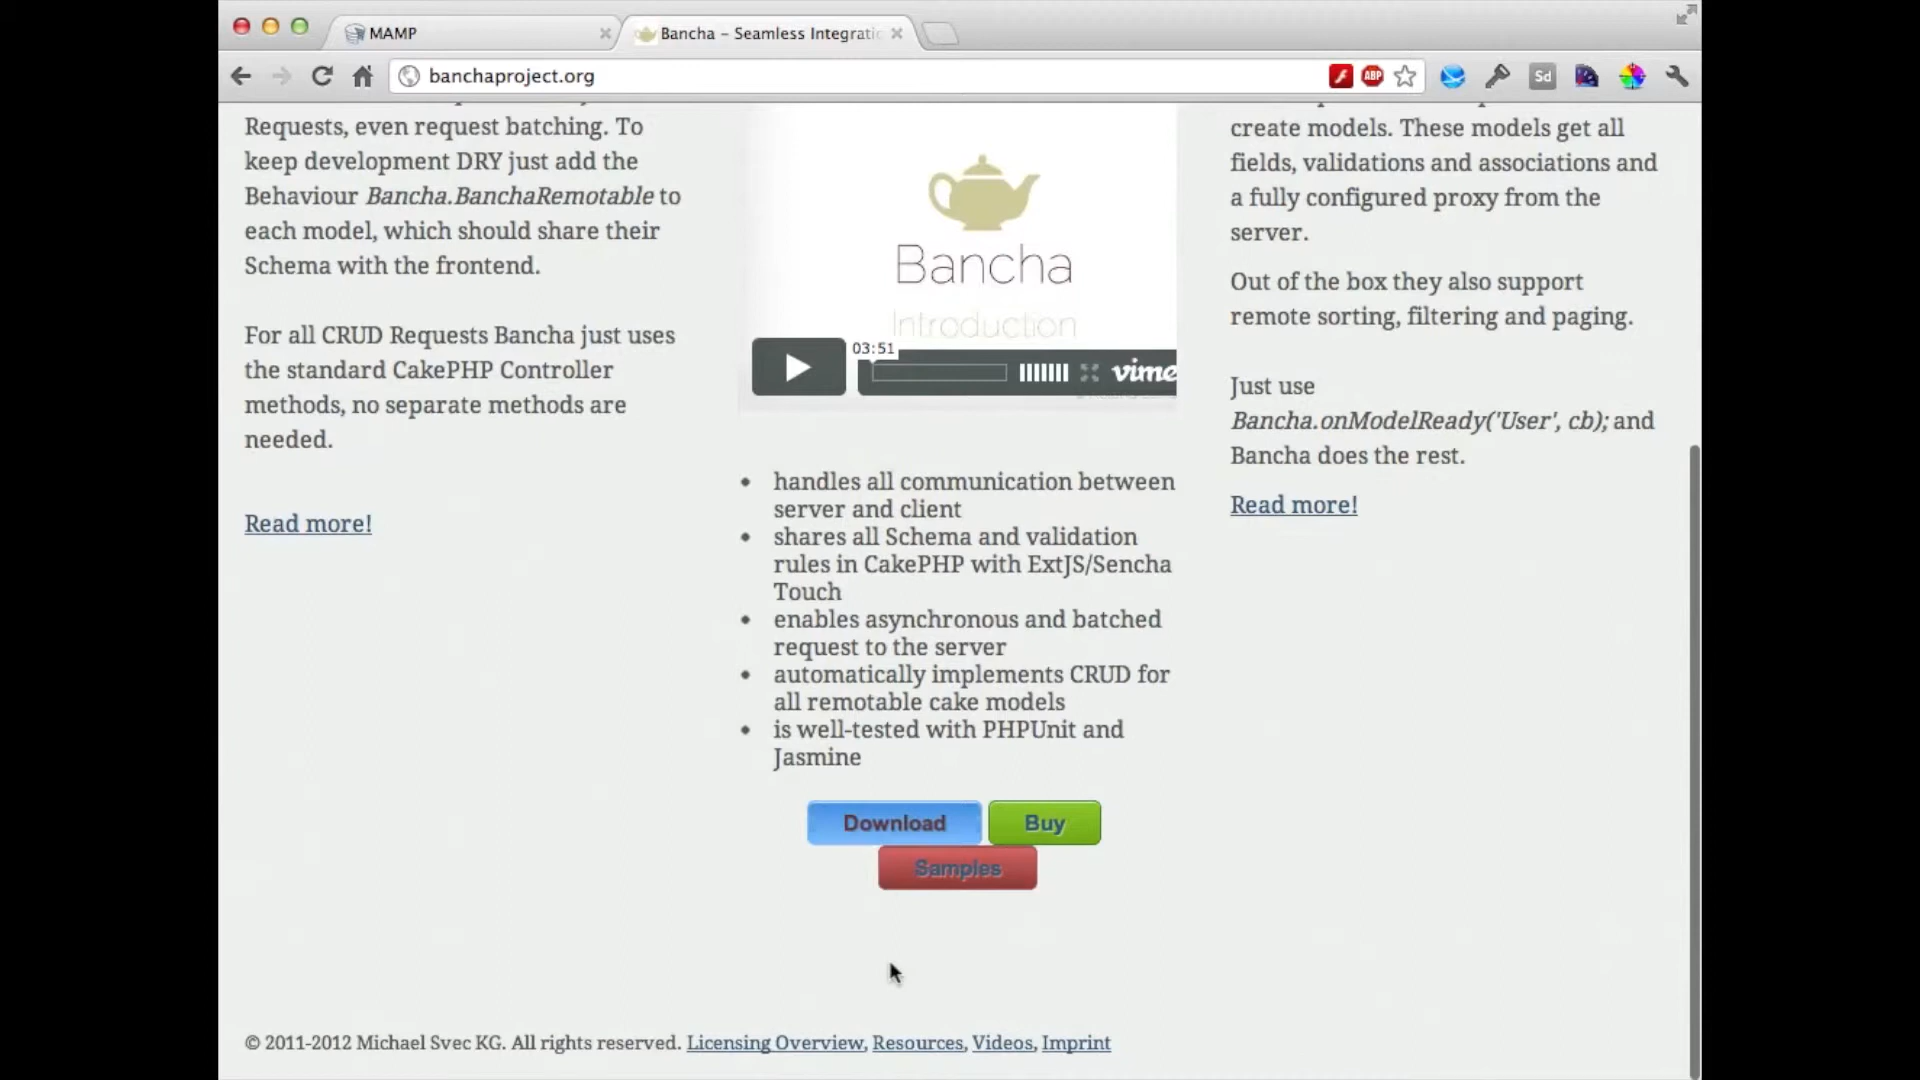 MAMP
Bancha – Seamless Integratio
banchaproject.org
ABP
Sd
Requests, even request batching. To
keep development DRY just add the
Behaviour Bancha.BanchaRemotable to
each model, which should share their
Schema with the frontend.
For all CRUD Requests Bancha just uses
the standard CakePHP Controller
methods, no separate methods are
needed.
Read more!
Bancha
Introduction
03:51
vime
handles all communication between
server and client
shares all Schema and validation
rules in CakePHP with ExtJS/Sencha
Touch
enables asynchronous and batched
request to the server
automatically implements CRUD for
all remotable cake models
is well-tested with PHPUnit and
Jasmine
Download
Buy
Samples
create models. These models get all
fields, validations and associations and
a fully configured proxy from the
server.
Out of the box they also support
remote sorting, filtering and paging.
Just use
Bancha.onModelReady('User', cb); and
Bancha does the rest.
Read more!
© 2011-2012 Michael Svec KG. All rights reserved. Licensing Overview, Resources, Videos, Imprint